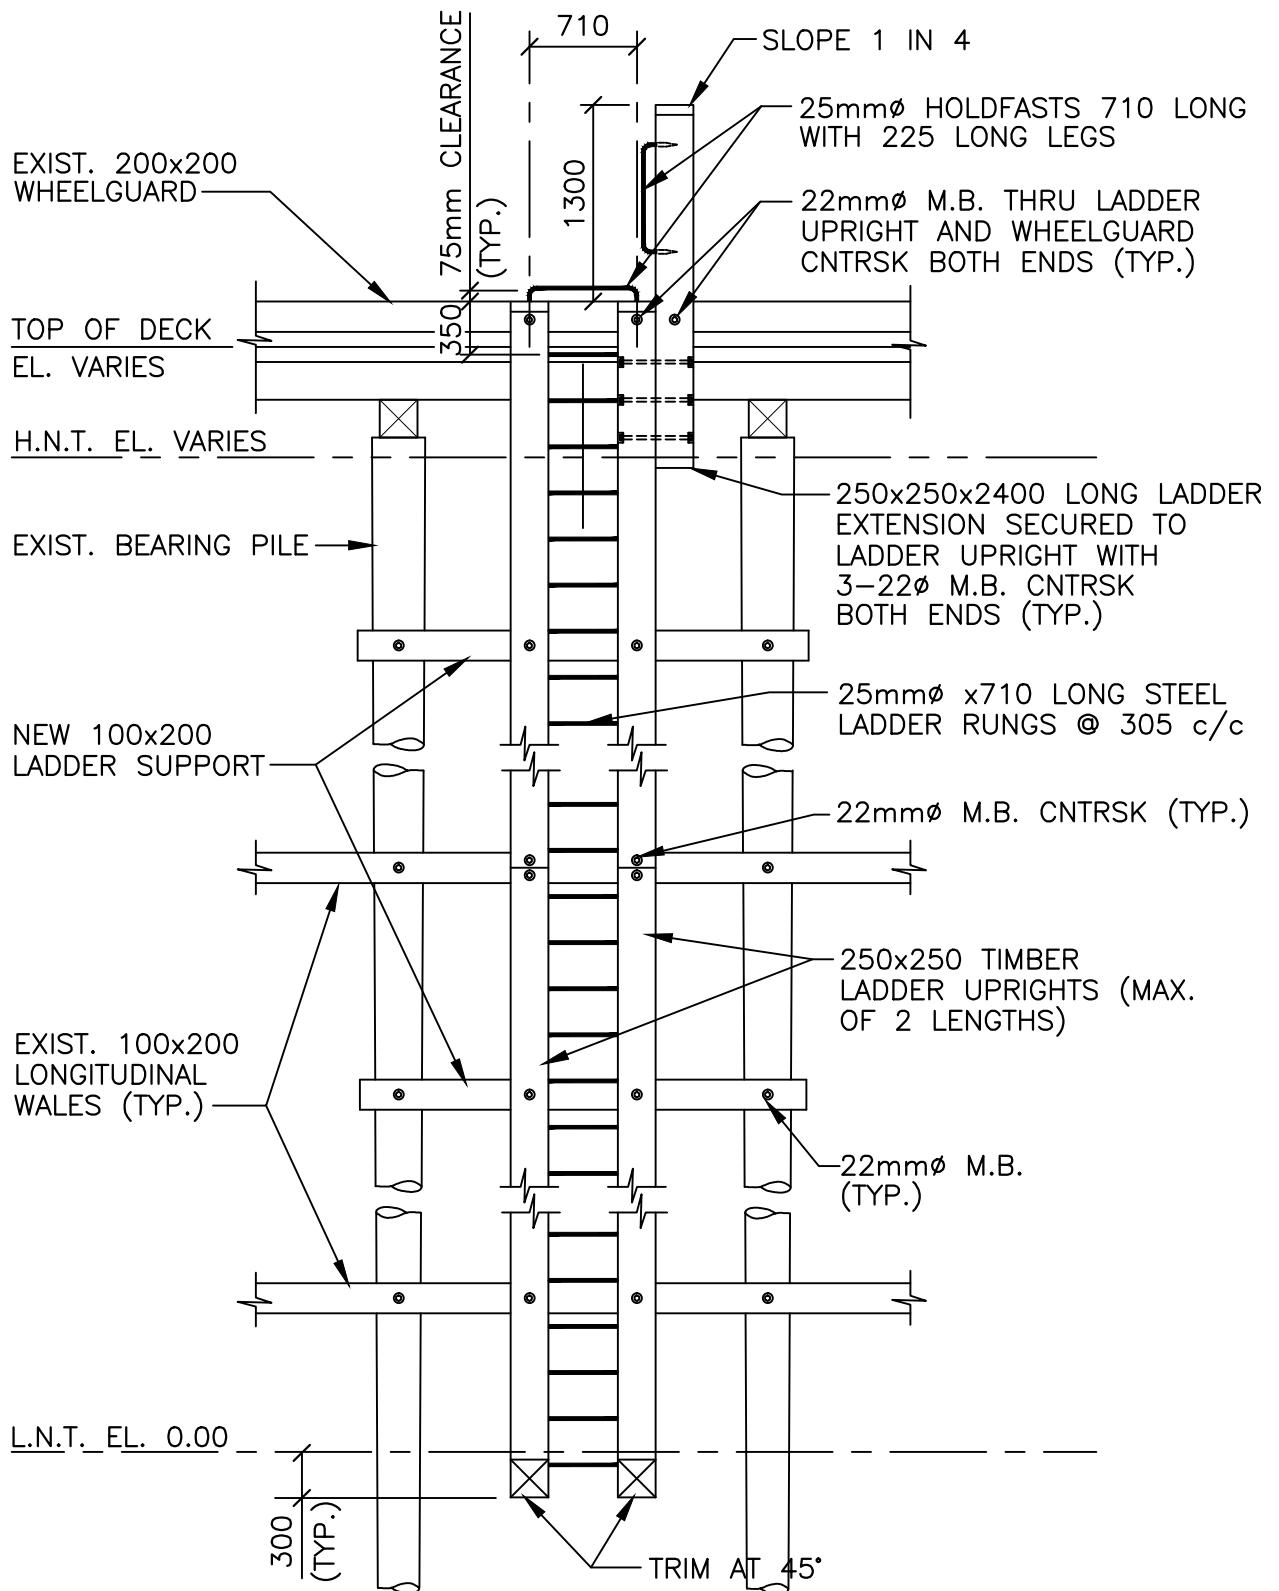 710
SLOPE 1 IN 4
75mm CLEARANCE
(TYP.)
1300
350
25mmø HOLDFASTS 710 LONG
WITH 225 LONG LEGS
EXIST. 200x200
WHEELGUARD
22mmø M.B. THRU LADDER
UPRIGHT AND WHEELGUARD
CNTRSK BOTH ENDS (TYP.)
TOP OF DECK
EL. VARIES
H.N.T. EL. VARIES
250x250x2400 LONG LADDER
EXTENSION SECURED TO
LADDER UPRIGHT WITH
3-22ø M.B. CNTRSK
BOTH ENDS (TYP.)
EXIST. BEARING PILE
25mmø x710 LONG STEEL
LADDER RUNGS @ 305 c/c
NEW 100x200
LADDER SUPPORT
22mmø M.B. CNTRSK (TYP.)
250x250 TIMBER
LADDER UPRIGHTS (MAX.
OF 2 LENGTHS)
EXIST. 100x200
LONGITUDINAL
WALES (TYP.)
22mmø M.B.
(TYP.)
L.N.T. EL. 0.00
300
(TYP.)
TRIM AT 45°